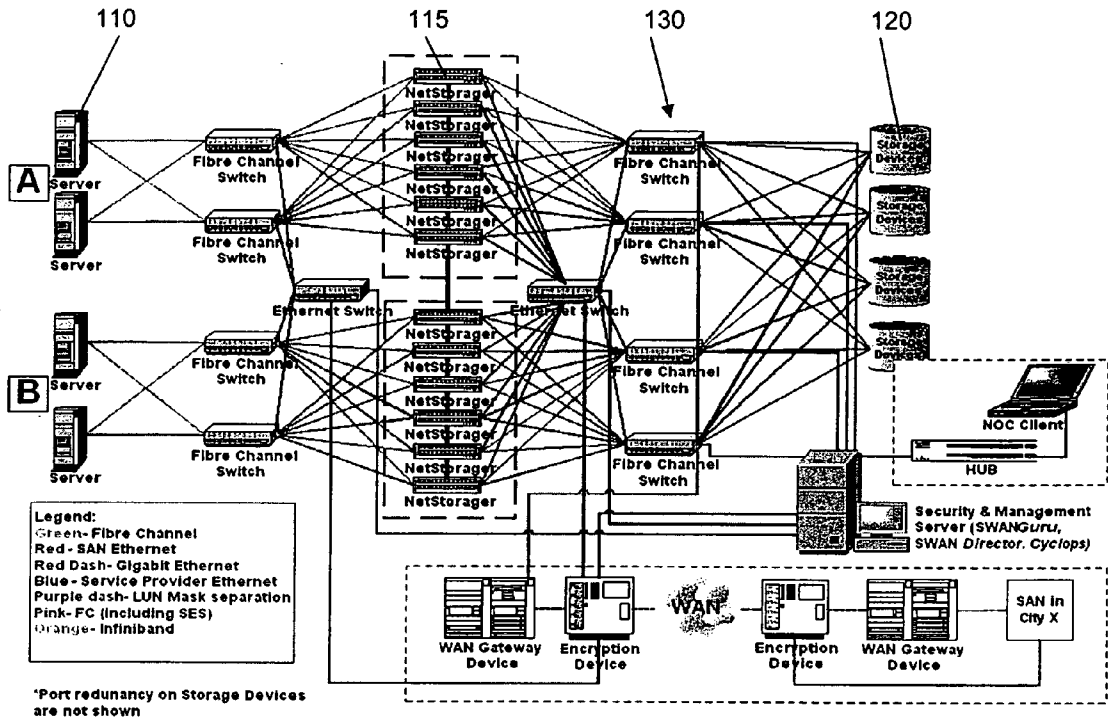 110
115
130
120
NetStorager
NetStorager
NetStorager
NetStorager
NetStorager
NetStorager
A
Server
Server
Fibre Channel
Switch
Fibre Channel
Switch
Fibre Channel
Switch
Fibre Channel
Switch
Storage
Devices
Storage
Devices
Storage
Devices
Storage
Devices
Ethernet Switch
Ethernet Switch
B
Server
Server
Fibre Channel
Switch
Fibre Channel
Switch
NetStorager
NetStorager
NetStorager
NetStorager
NetStorager
NetStorager
Fibre Channel
Switch
Fibre Channel
Switch
NOC Client
HUB
Security & Management
Server (SWANGuru,
SWAN Director. Cyclops)
Legend:
Green- Fibre Channel
Red - SAN Ethernet
Red Dash- Gigabit Ethernet
Blue- Service Provider Ethernet
Purple dash- LUN Mask separation
Pink- FC (including SES)
Orange- Infiniband
WAN Gateway
Device
Encryption
Device
WAN
Encryption
Device
WAN Gateway
Device
SAN in
City X
*Port redunancy on Storage Devices
are not shown